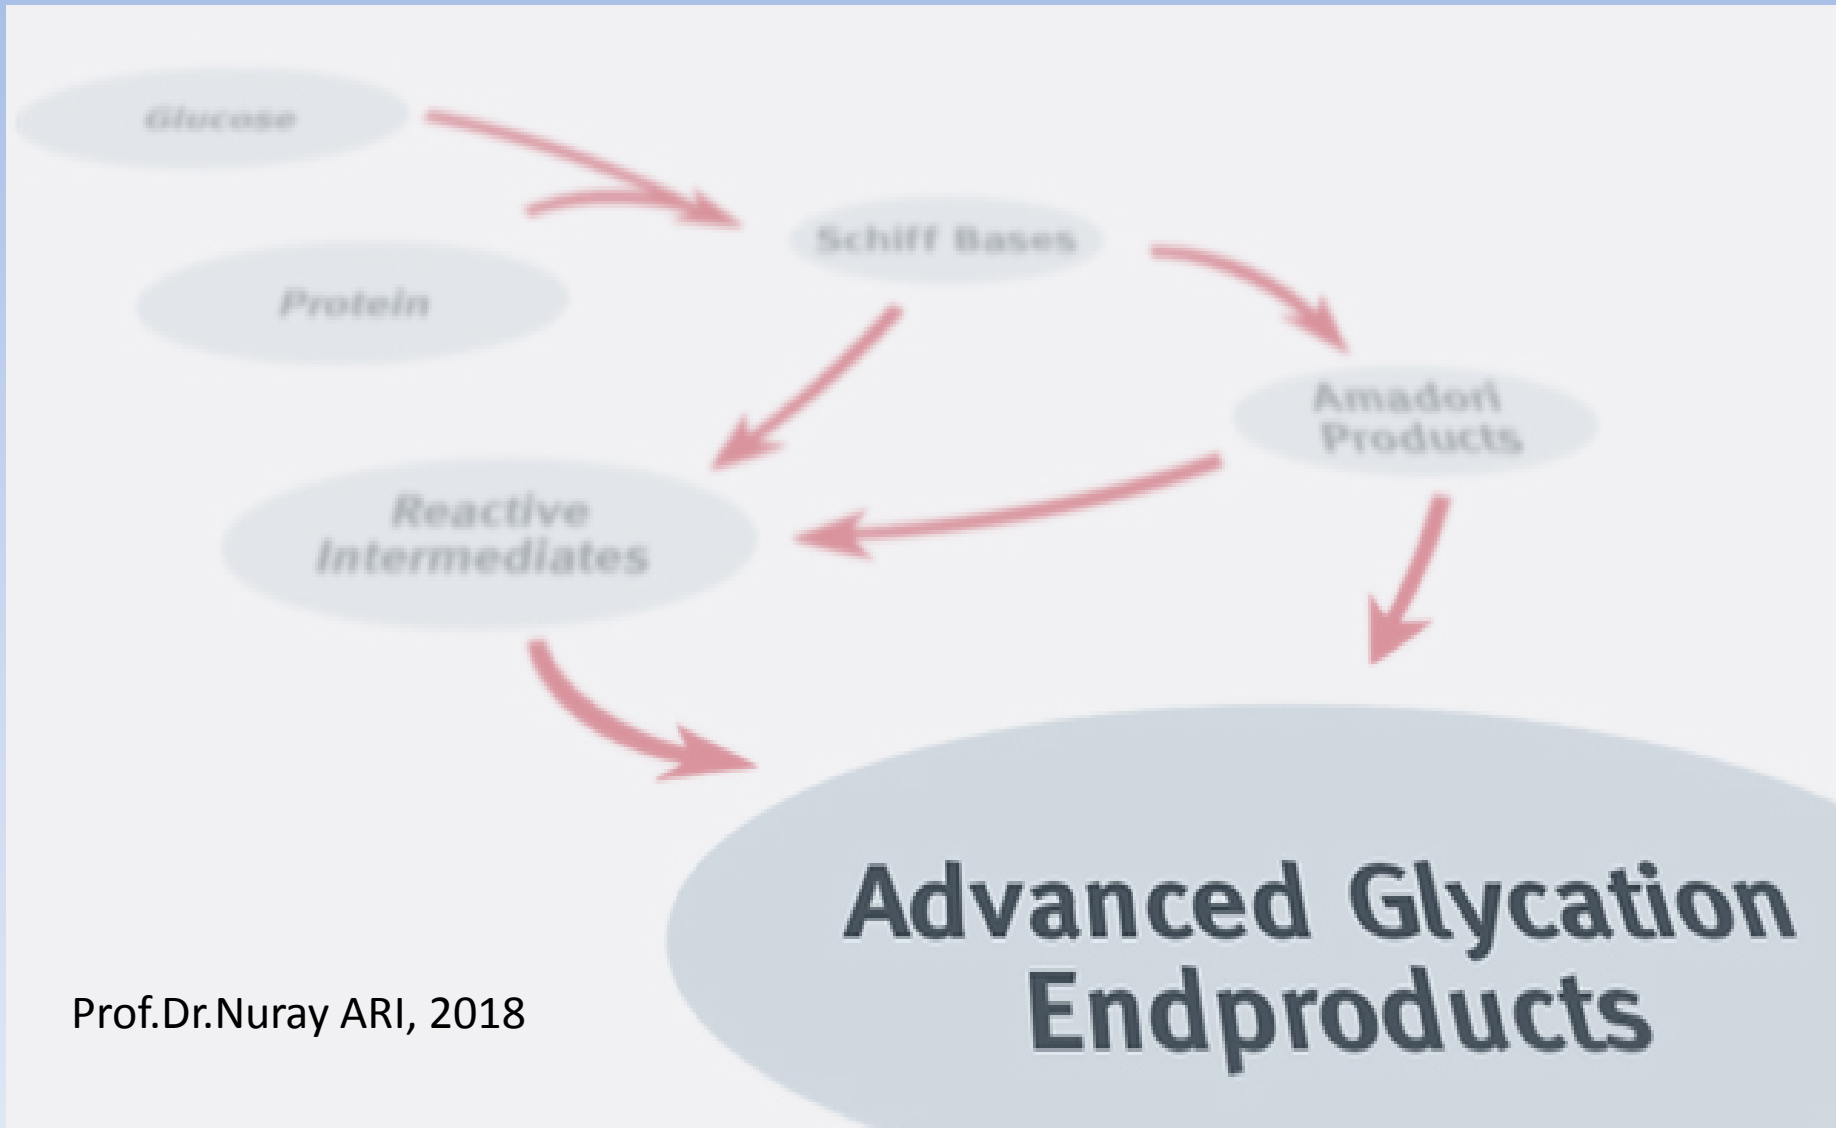 Glucose
Schiff Bases
Protein
Amadori
Products
Reactive
Intermediates
Advanced Glycation
Endproducts
Prof.Dr.Nuray ARI, 2018